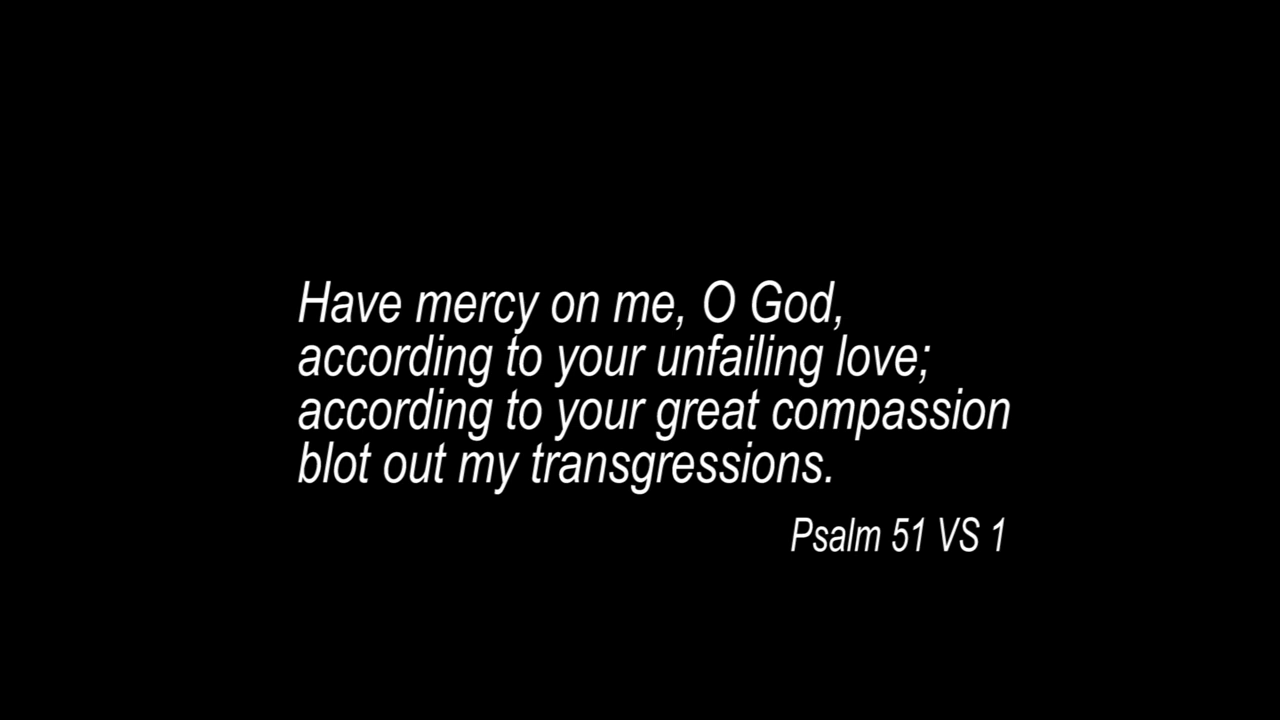 Have mercy on me, O God,
according to your unfailing love;
according to your great compassion
blot out my transgressions.
Psalm 51 VS 1